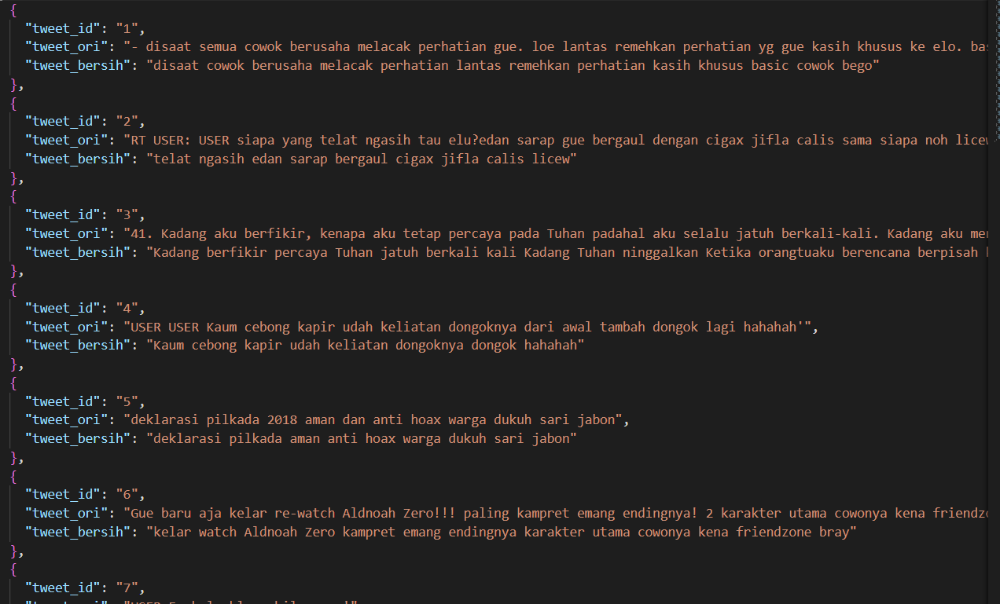 {
"tweet_id": "1",
"tweet_ori": "- disaat semua cowok berusaha melacak perhatian gue. loe lantas remehkan perhatian yg gue kasih khusus ke elo.
"tweet_bersih": "disaat cowok berusaha melacak perhatian lantas remehkan perhatian kasih khusus basic cowok bego"
},
{
"tweet_id": "2",
"tweet_ori": "RT USER: USER siapa yang telat ngasih tau elu?edan sarap gue bergaul dengan cigax jifla calis sama siapa noh licew
"tweet_bersih": "telat ngasih edan sarap bergaul cigax jifla calis licew"
},
{
"tweet_id": "3",
"tweet_ori": "41. Kadang aku berfikir, kenapa aku tetap percaya pada Tuhan padahal aku selalu jatuh berkali-kali. Kadang aku
"tweet_bersih": "Kadang berfikir percaya Tuhan jatuh berkali kali Kadang Tuhan ninggalkan Ketika orangtuaku berencana berpisah
},
{
"tweet_id": "4",
"tweet_ori": "USER USER Kaum cebong kapir udah keliatan dongoknya dari awal tambah dongok lagi hahahah'",
"tweet_bersih": "Kaum cebong kapir udah keliatan dongoknya dongok hahahah"
},
{
"tweet_id": "5",
"tweet_ori": "deklarasi pilkada 2018 aman dan anti hoax warga dukuh sari jabon",
"tweet_bersih": "deklarasi pilkada aman anti hoax warga dukuh sari jabon"
},
{
"tweet_id": "6",
"tweet_ori": "Gue baru aja kelar re-watch Aldnoah Zero!!! paling kampret emang endingnya! 2 karakter utama cowonya kena
"tweet_bersih": "kelar watch Aldnoah Zero kampret emang endingnya karakter utama cowonya kena friendzone bray"
},
{
"tweet_id": "7",